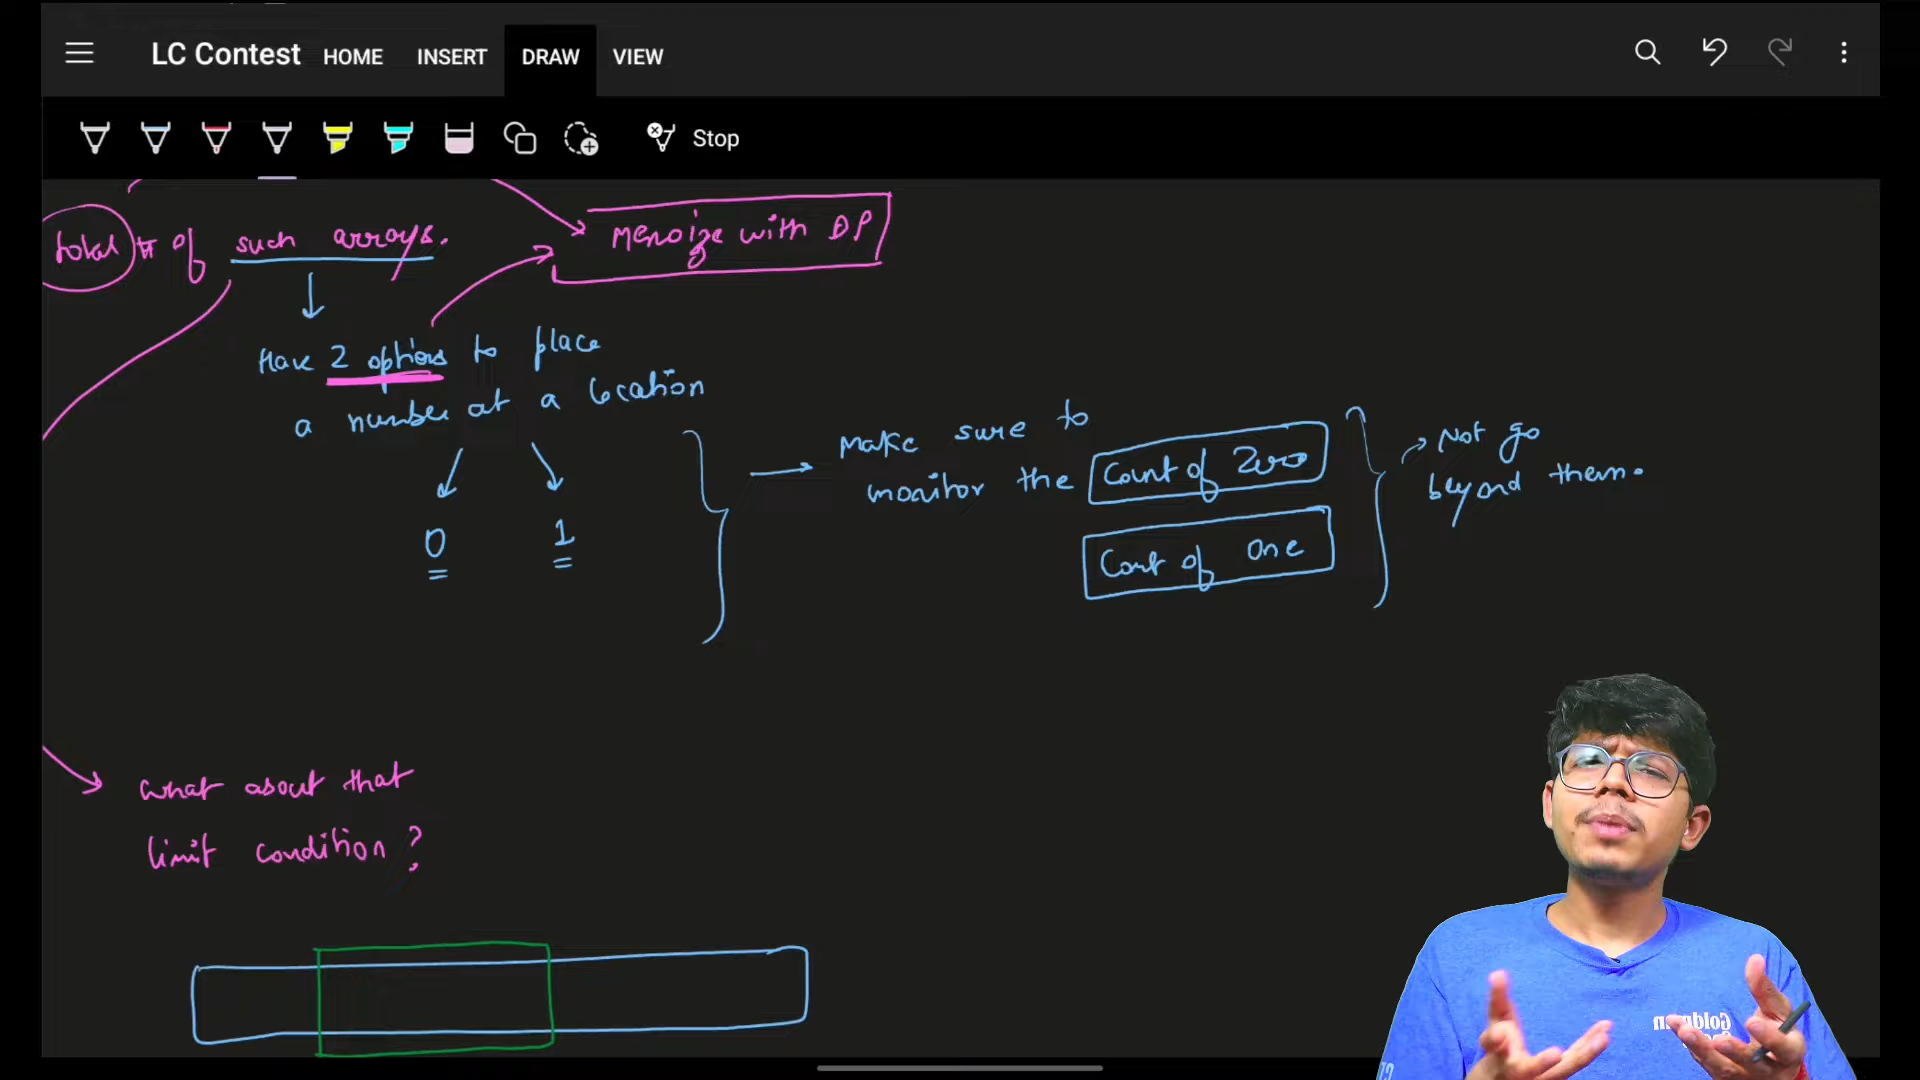 LC Contest HOME INSERT DRAW VIEW
Stop
total # of such arrays.
Memoize with DP
Have 2 options to place
a number at a location
0 1
Make sure to
monitor the Count of Zero
Count of One
Not go
beyond them.
What about that
limit condition?
Goldman